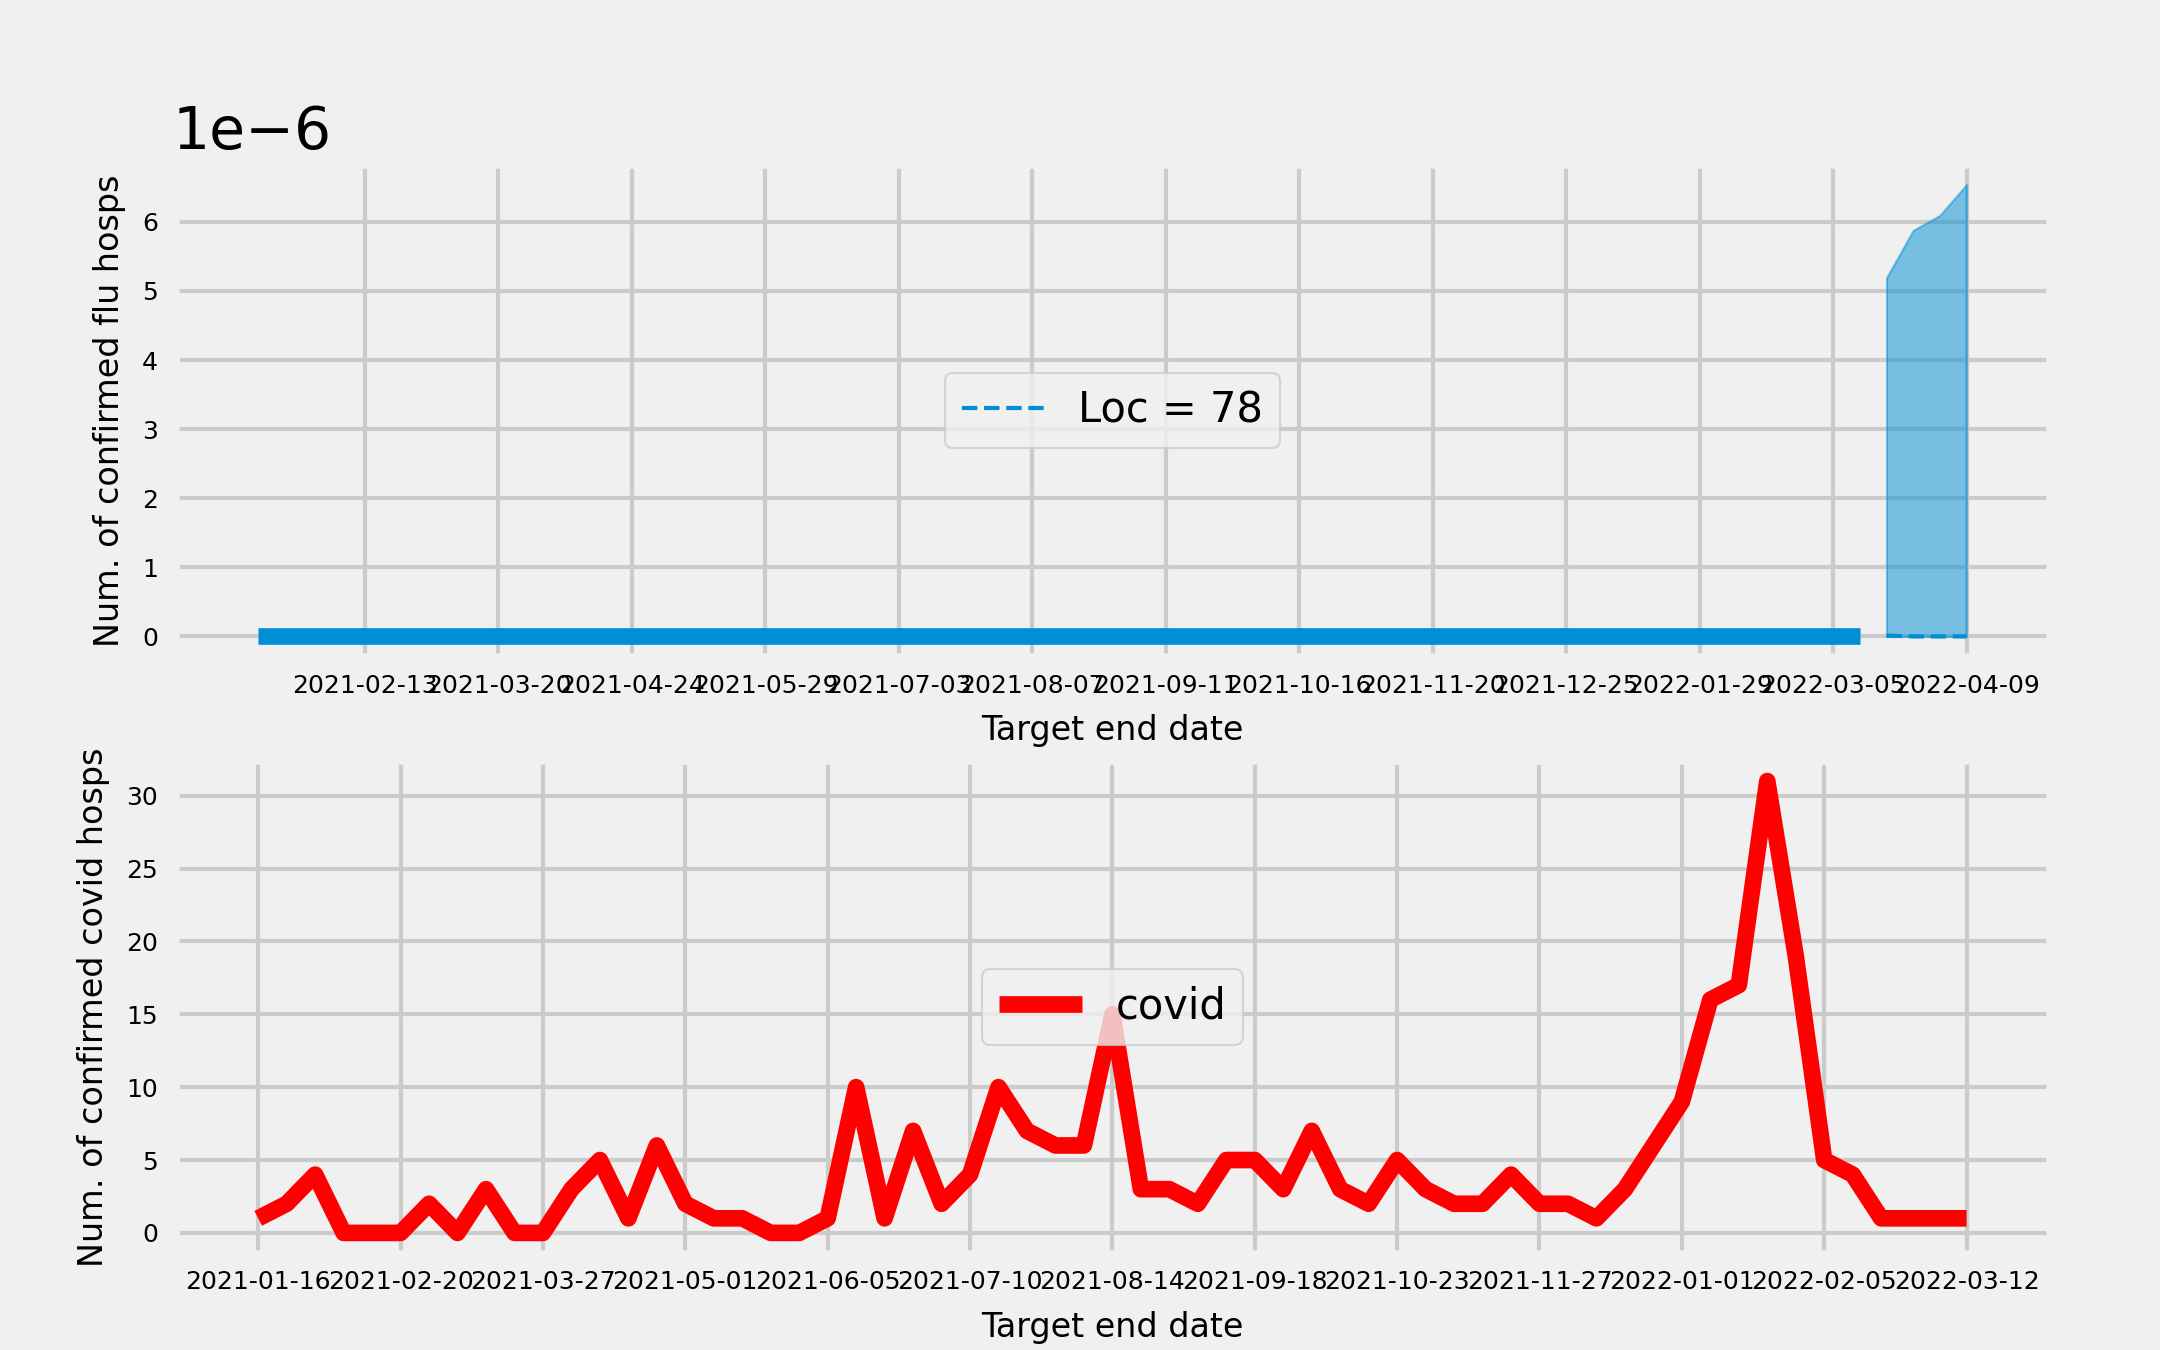 1e−6
Num. of confirmed flu hosps
6
5
4
3
2
1
0
Loc = 78
2021-02-13 2021-03-20 2021-04-24 2021-05-29 2021-07-03 2021-08-07 2021-09-11 2021-10-16 2021-11-20 2021-12-25 2022-01-29 2022-03-05 2022-04-09
Target end date
Num. of confirmed covid hosps
30
25
20
15
10
5
0
covid
2021-01-16 2021-02-20 2021-03-27 2021-05-01 2021-06-05 2021-07-10 2021-08-14 2021-09-18 2021-10-23 2021-11-27 2022-01-01 2022-02-05 2022-03-12
Target end date